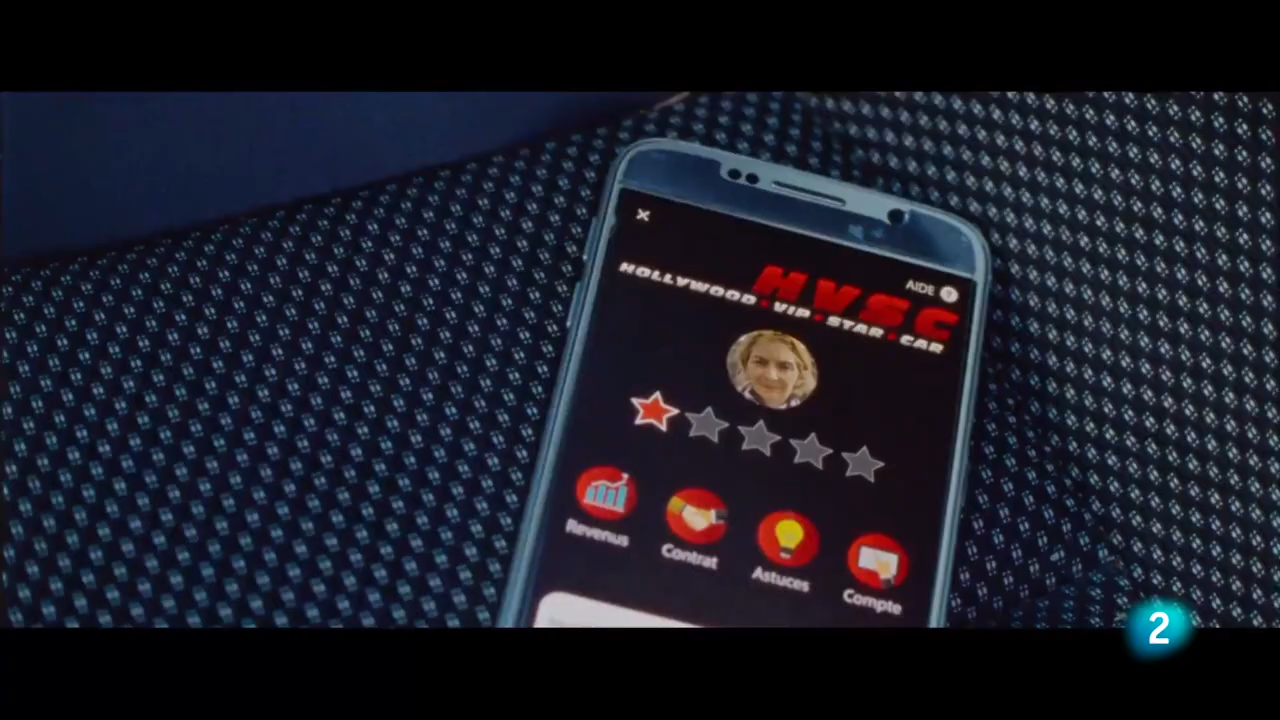 AIDE ?
HVSC
HOLLYWOOD • VIP • STAR • CAR
Revenus
Contrat
Astuces
Compte
2